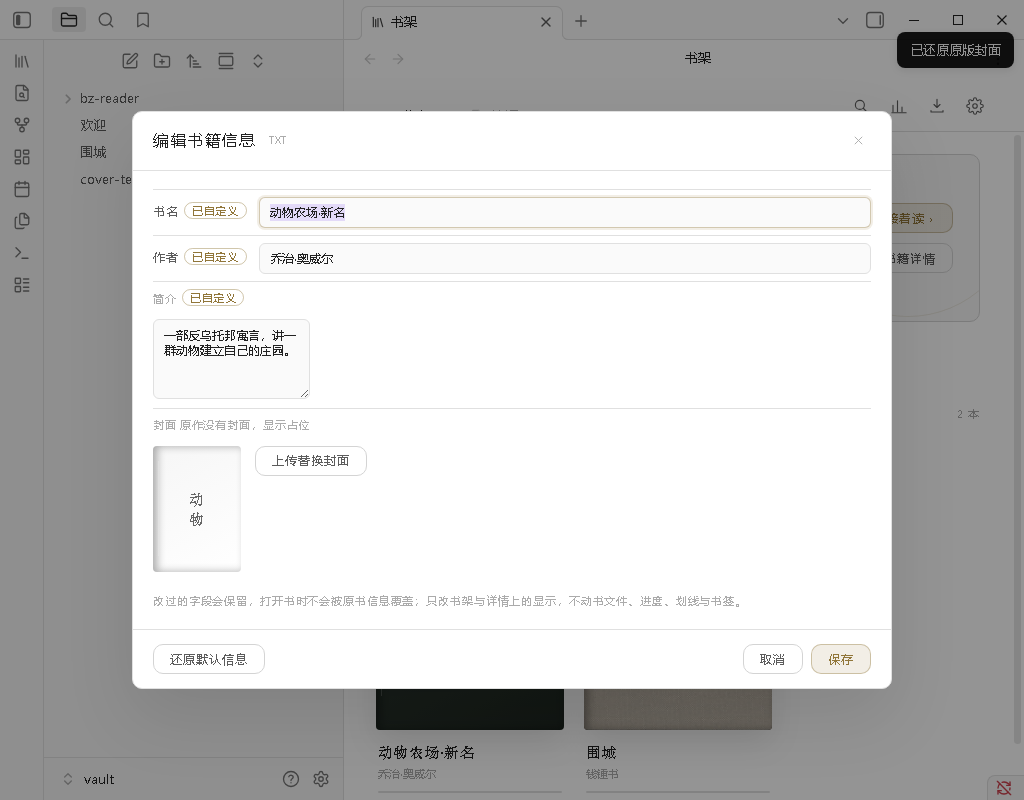 书架
书架
已还原原版封面
bz-reader
欢迎
围城
编辑书籍信息 TXT
书名 已自定义 动物农场·新名
作者 已自定义 乔治·奥威尔
简介 已自定义
一部反乌托邦寓言，讲一
群动物建立自己的庄园。
着读 ›
籍详情
2 本
封面 原作没有封面，显示占位
上传替换封面
动
物
改过的字段会保留，打开书时不会被原书信息覆盖；只改书架与详情上的显示，不动书文件、进度、划线与书签。
还原默认信息 取消 保存
动物农场·新名 围城
乔治·奥威尔 钱锺书
vault